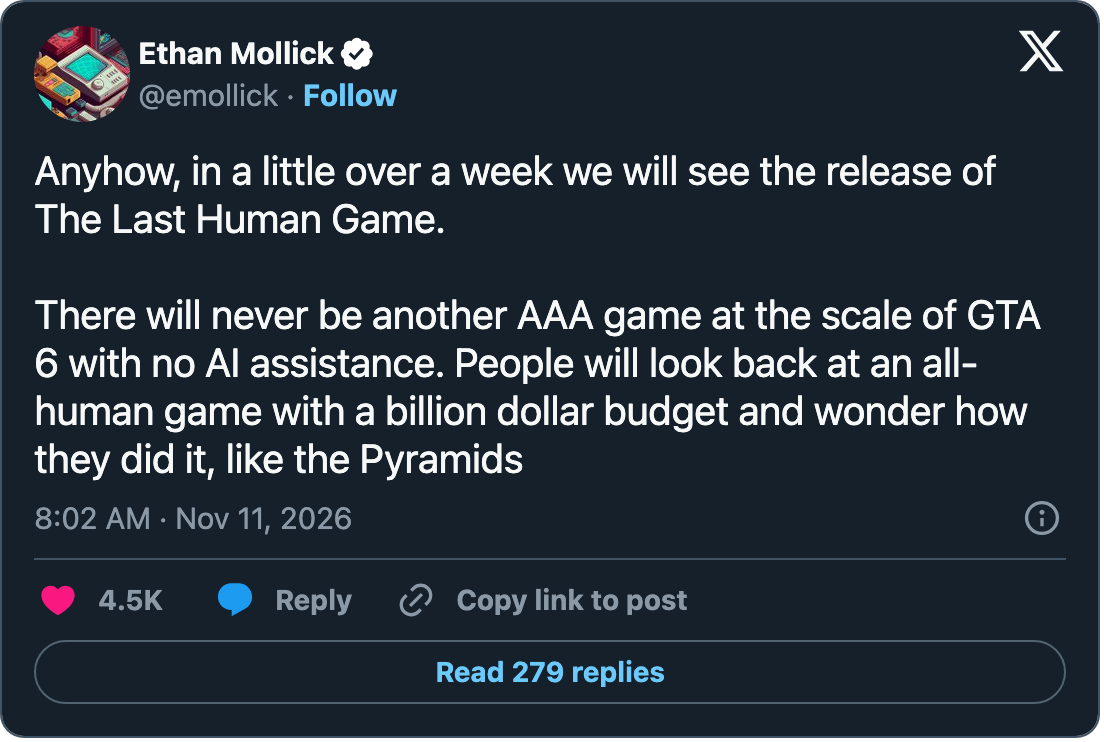 Ethan Mollick
@emollick · Follow
X
Anyhow, in a little over a week we will see the release of
The Last Human Game.
There will never be another AAA game at the scale of GTA
6 with no AI assistance. People will look back at an all-
human game with a billion dollar budget and wonder how
they did it, like the Pyramids
8:02 AM · Nov 11, 2026
4.5K Reply Copy link to post
Read 279 replies